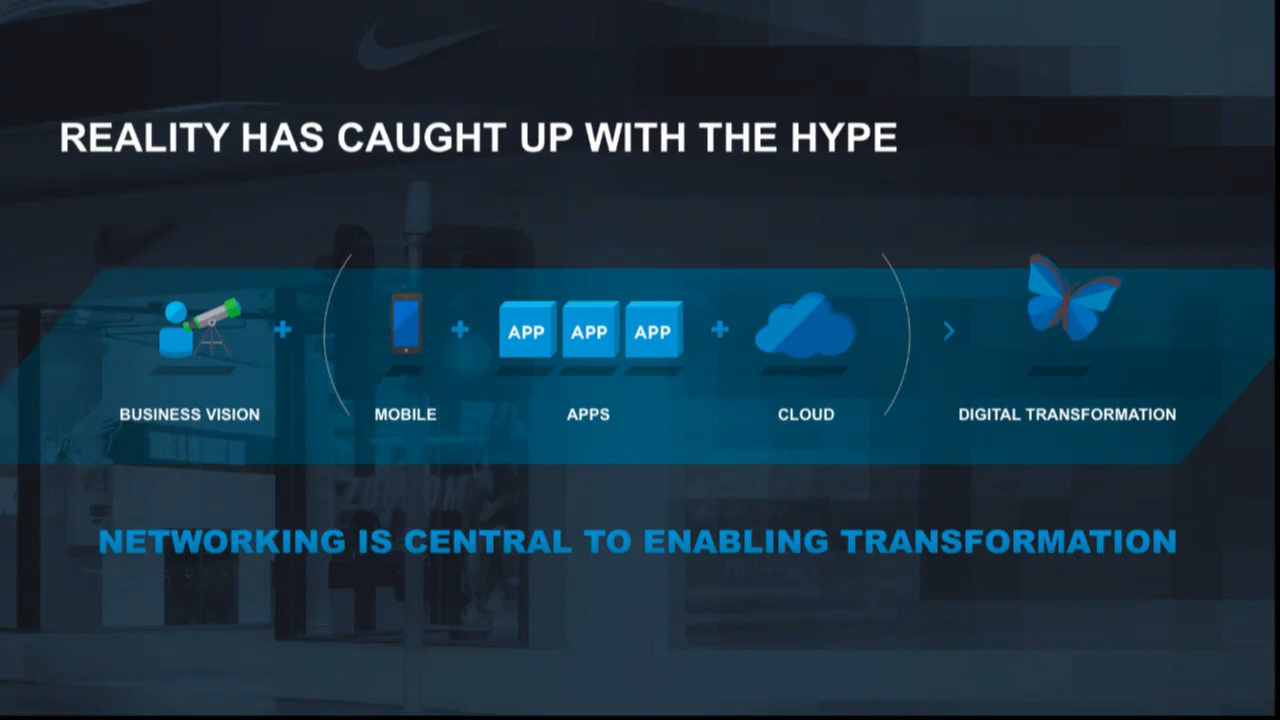 REALITY HAS CAUGHT UP WITH THE HYPE
APP APP APP
BUSINESS VISION MOBILE APPS CLOUD DIGITAL TRANSFORMATION
NETWORKING IS CENTRAL TO ENABLING TRANSFORMATION